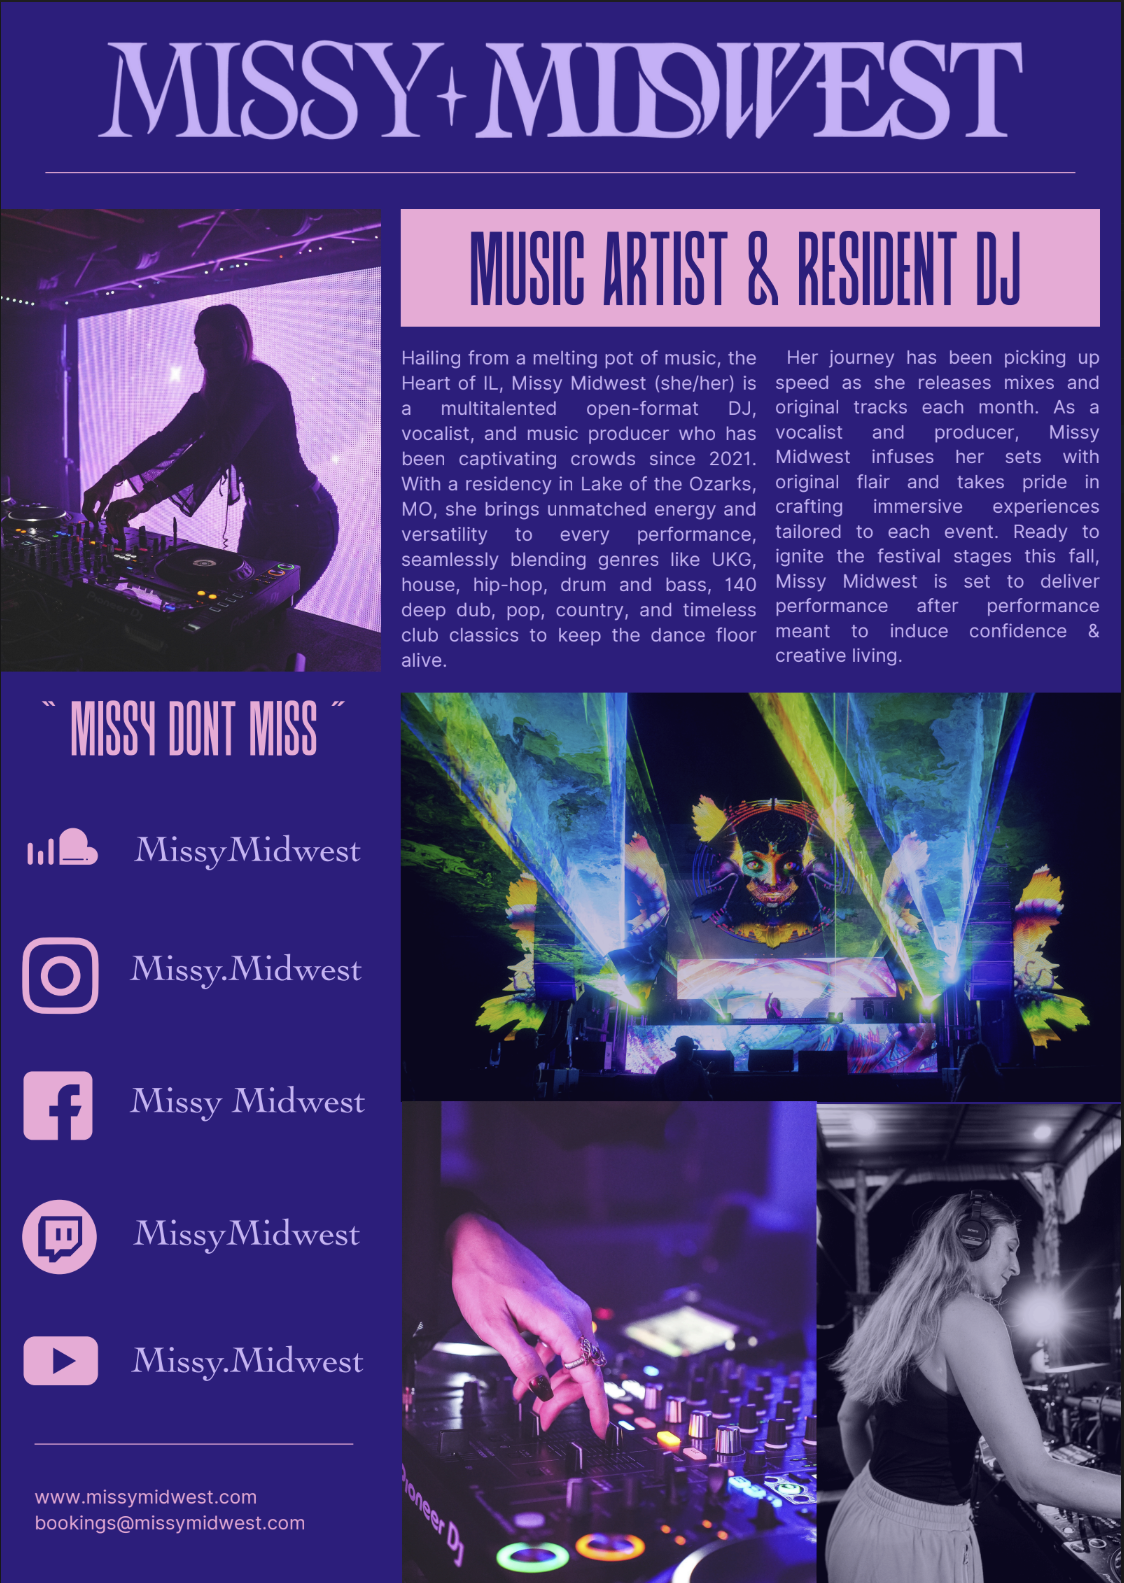 MISSY MIDWEST
MUSIC ARTIST & RESIDENT DJ
Hailing from a melting pot of music, the
Heart of IL, Missy Midwest (she/her) is
a multitalented open-format DJ,
vocalist, and music producer who has
been captivating crowds since 2021.
With a residency in Lake of the Ozarks,
MO, she brings unmatched energy and
versatility to every performance,
seamlessly blending genres like UKG,
house, hip-hop, drum and bass, 140
deep dub, pop, country, and timeless
club classics to keep the dance floor
alive.
Her journey has been picking up
speed as she releases mixes and
original tracks each month. As a
vocalist and producer, Missy
Midwest infuses her sets with
original flair and takes pride in
crafting immersive experiences
tailored to each event. Ready to
ignite the festival stages this fall,
Missy Midwest is set to deliver
performance after performance
meant to induce confidence &
creative living.
" MISSY DONT MISS "
MissyMidwest
Missy.Midwest
Missy Midwest
MissyMidwest
Missy.Midwest
www.missymidwest.com
bookings@missymidwest.com
Pioneer DJ